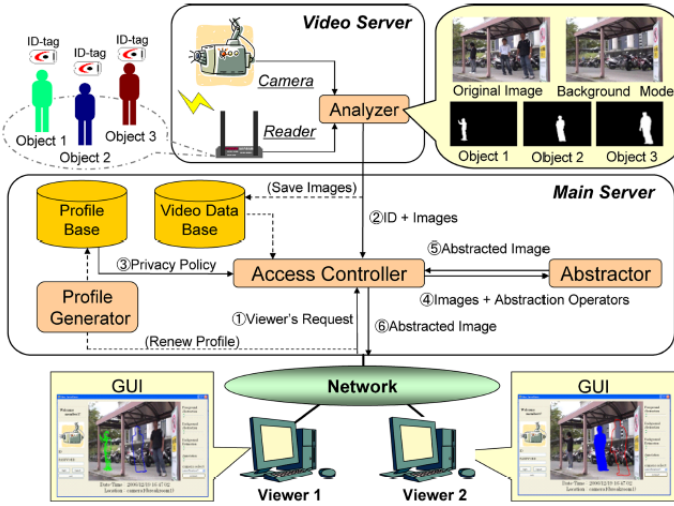 Video Server
ID-tag
ID-tag
ID-tag
Camera
Analyzer
Reader
Object 1
Object 2
Object 3
Original Image
Background Model
Object 1
Object 2
Object 3
Main Server
(Save Images)
Profile
Base
Video Data
Base
②ID + Images
⑤Abstracted Image
③Privacy Policy
Access Controller
Abstractor
④Images + Abstraction Operators
Profile
Generator
①Viewer's Request
⑥Abstracted Image
(Renew Profile)
Network
GUI
GUI
Viewer 1
Viewer 2